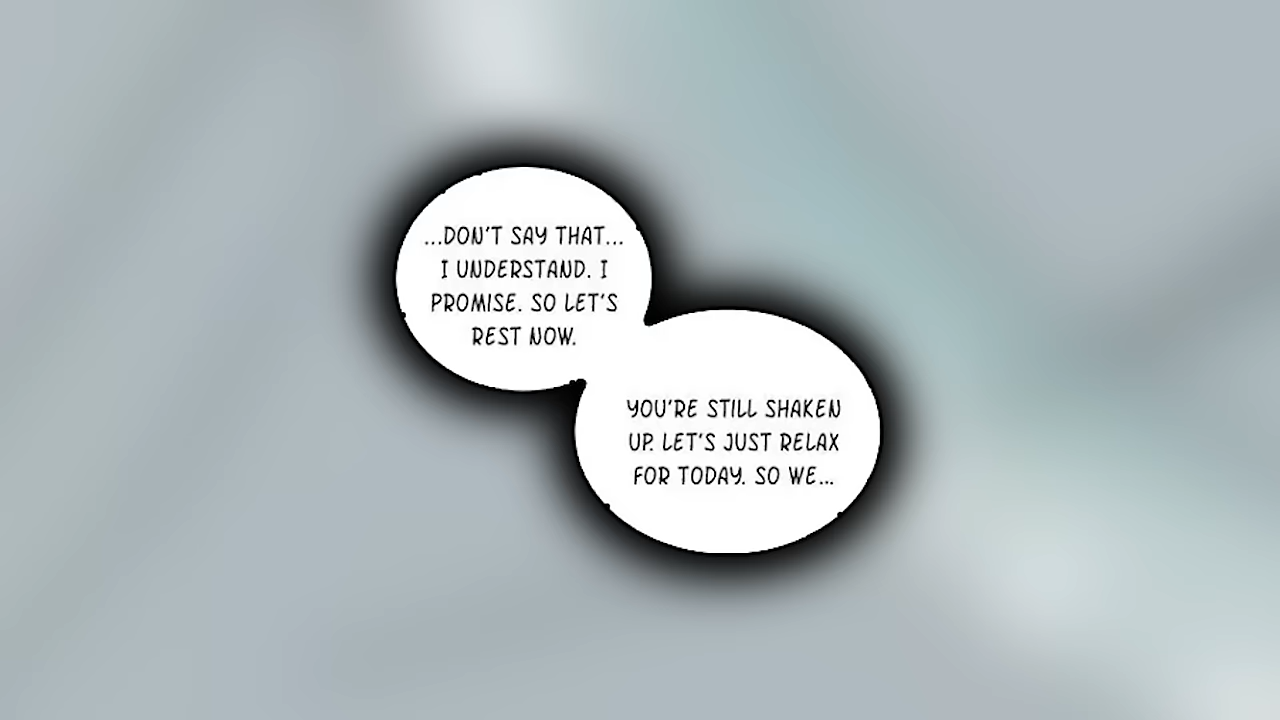 ...DON'T SAY THAT...
I UNDERSTAND. I
PROMISE. SO LET'S
REST NOW.
YOU'RE STILL SHAKEN
UP. LET'S JUST RELAX
FOR TODAY. SO WE...